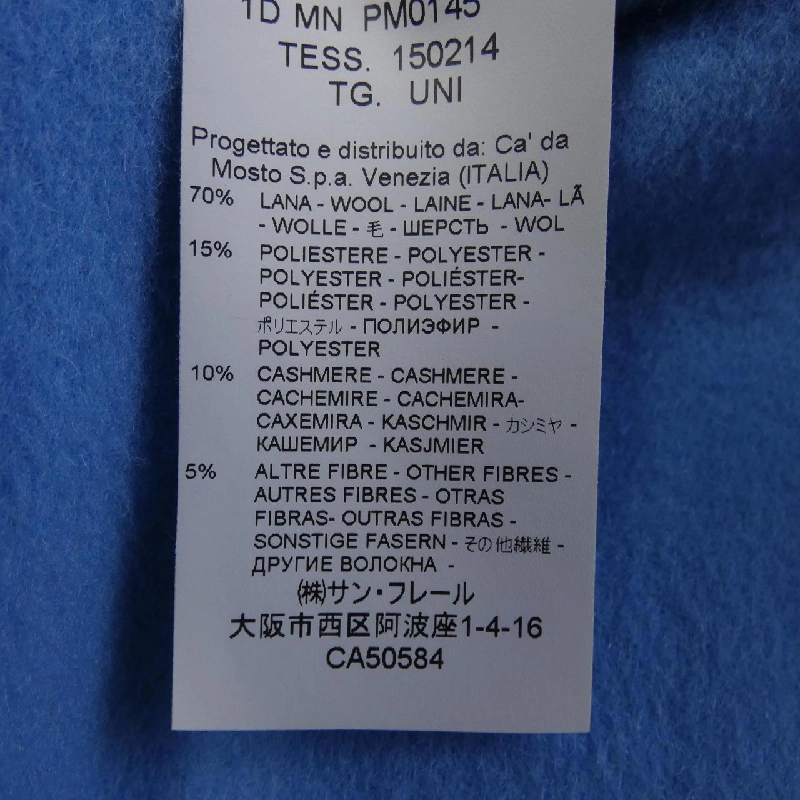 1D MN PM0145
TESS. 150214
TG. UNI
Progettato e distribuito da: Ca' da
Mosto S.p.a. Venezia (ITALIA)
70% LANA - WOOL - LAINE - LANA- LÃ
- WOLLE - 毛 - ШЕРСТЬ - WOL
15% POLIESTERE - POLYESTER -
POLYESTER - POLIÉSTER-
POLIÉSTER - POLYESTER -
ポリエステル - ПОЛИЭФИР -
POLYESTER
10% CASHMERE - CASHMERE -
CACHEMIRE - CACHEMIRA-
CAXEMIRA - KASCHMIR - カシミヤ -
КАШЕМИР - KASJMIER
5% ALTRE FIBRE - OTHER FIBRES -
AUTRES FIBRES - OTRAS
FIBRAS- OUTRAS FIBRAS -
SONSTIGE FASERN - その他繊維 -
ДРУГИЕ ВОЛОКНА -
㈱サン・フレール
大阪市西区阿波座1-4-16
CA50584